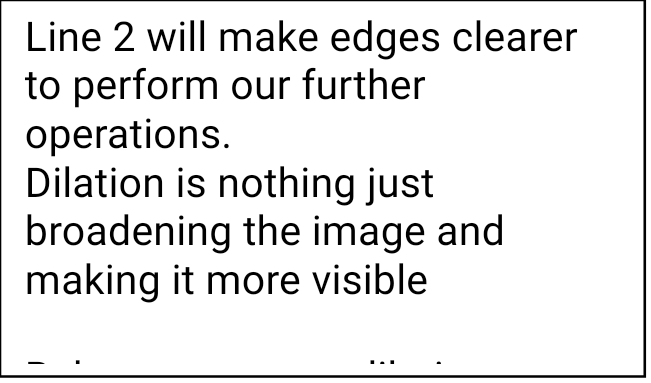 Line 2 will make edges clearer
to perform our further
operations.
Dilation is nothing just
broadening the image and
making it more visible